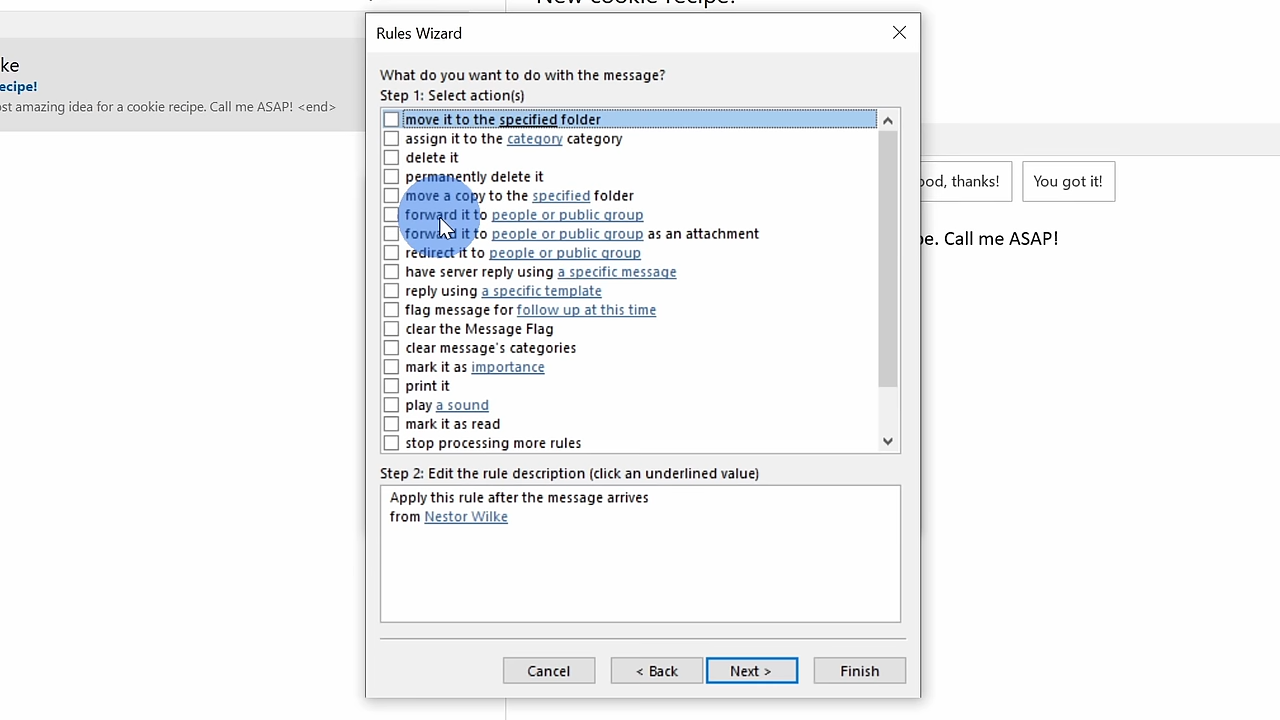 New cookie recipe!
Rules Wizard
ke
ecipe!
ost amazing idea for a cookie recipe. Call me ASAP! <end>
What do you want to do with the message?
Step 1: Select action(s)
move it to the specified folder
assign it to the category category
delete it
permanently delete it
move a copy to the specified folder
forward it to people or public group
forward it to people or public group as an attachment
redirect it to people or public group
have server reply using a specific message
reply using a specific template
flag message for follow up at this time
clear the Message Flag
clear message's categories
mark it as importance
print it
play a sound
mark it as read
stop processing more rules
ood, thanks!
You got it!
pe. Call me ASAP!
Step 2: Edit the rule description (click an underlined value)
Apply this rule after the message arrives
from Nestor Wilke
Cancel
< Back
Next >
Finish